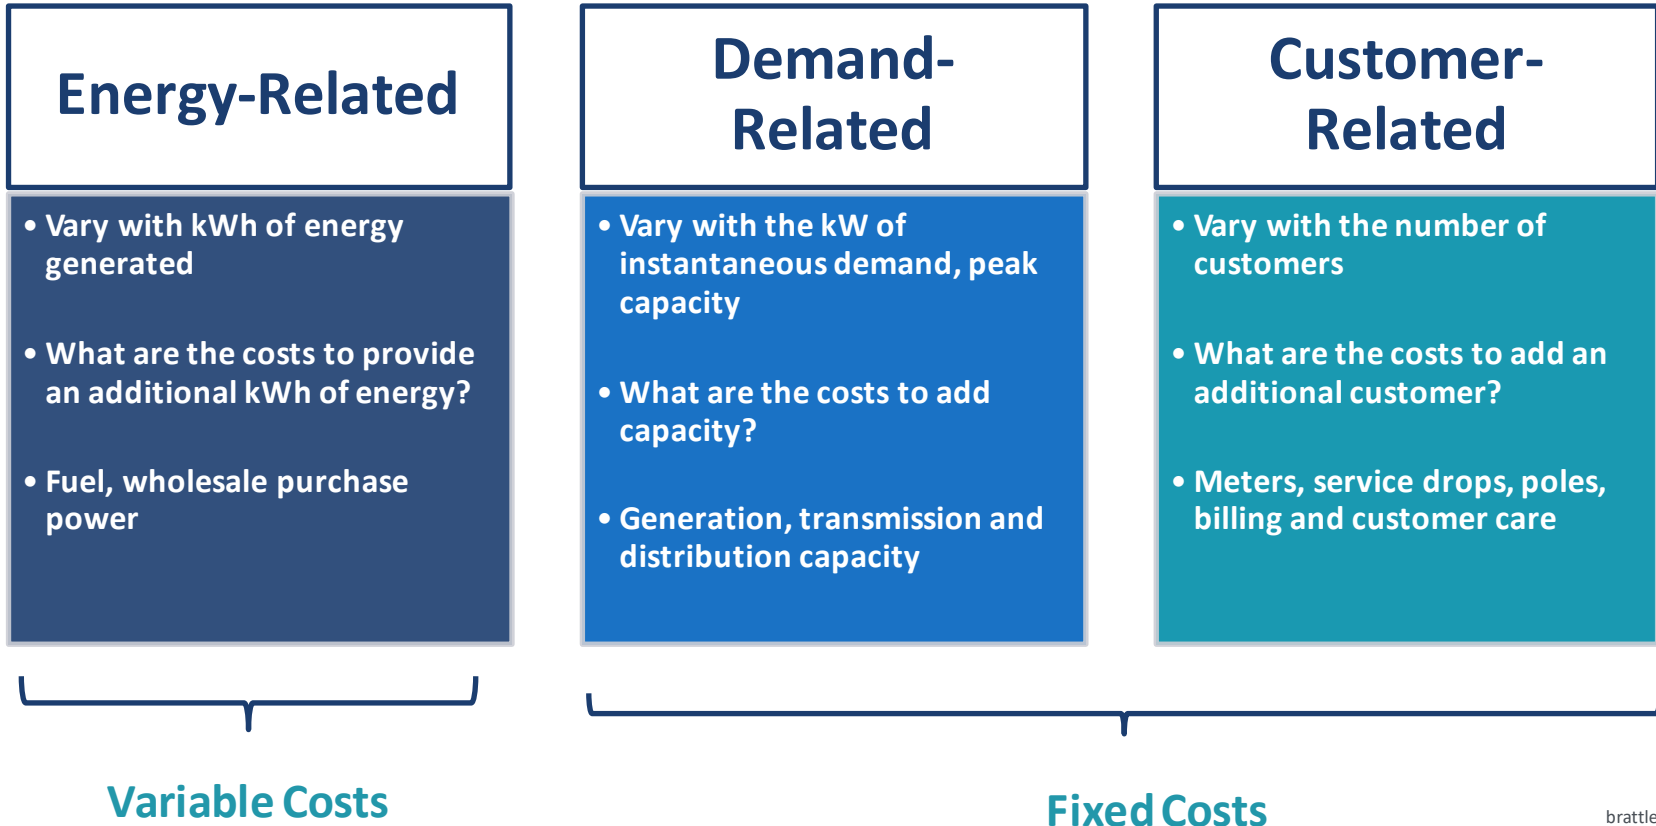 Energy-Related
• Vary with kWh of energy
generated
• What are the costs to provide
an additional kWh of energy?
• Fuel, wholesale purchase
power
Demand-
Related
• Vary with the kW of
instantaneous demand, peak
capacity
• What are the costs to add
capacity?
• Generation, transmission and
distribution capacity
Customer-
Related
• Vary with the number of
customers
• What are the costs to add an
additional customer?
• Meters, service drops, poles,
billing and customer care
Variable Costs
Fixed Costs
brattle